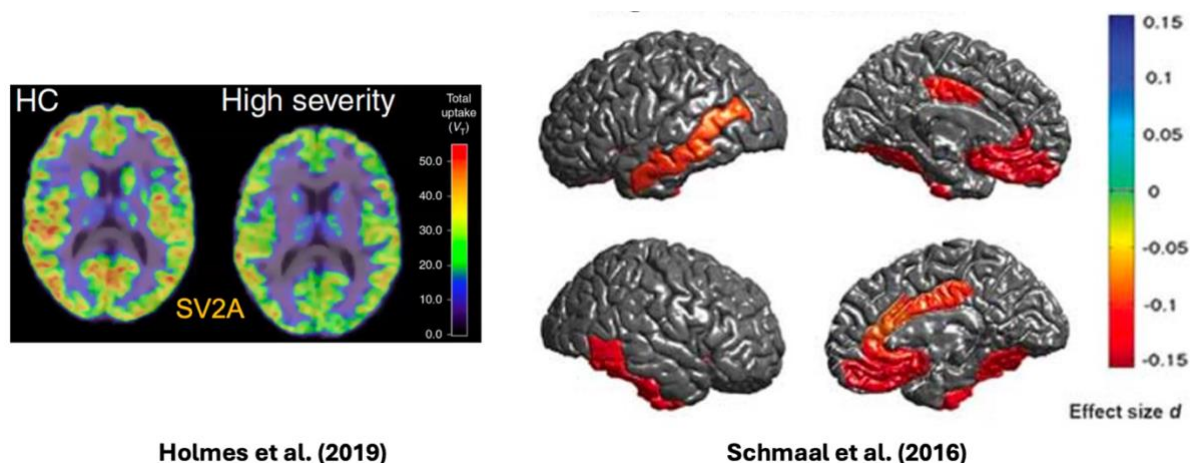 HC
High severity
Total
uptake
(VT)
50.0
40.0
30.0
20.0
10.0
0.0
SV2A
0.15
0.1
0.05
0
-0.05
-0.1
-0.15
Effect size d
Holmes et al. (2019)
Schmaal et al. (2016)